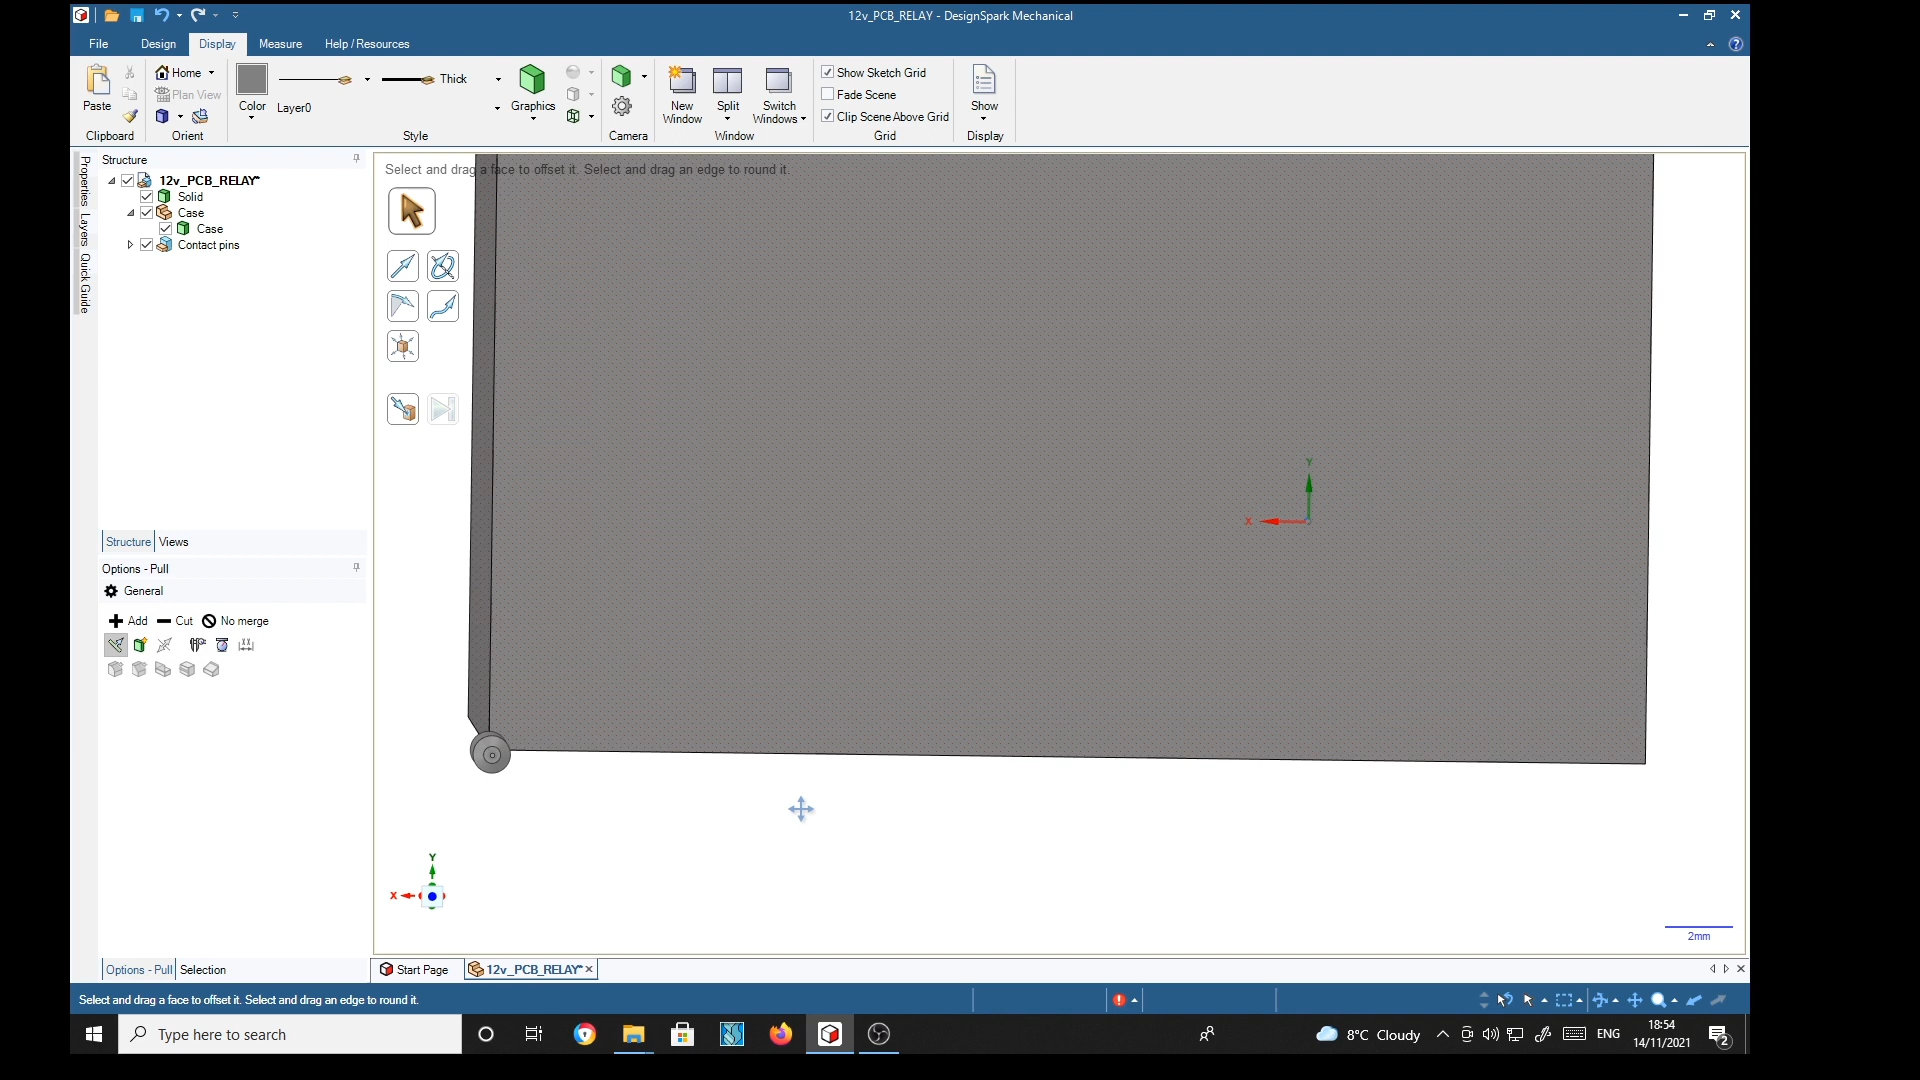 12v_PCB_RELAY - DesignSpark Mechanical
File Design Display Measure Help / Resources
Paste
Clipboard
Home
Plan View
Orient
Color
Layer0
Thick
Style
Graphics
Camera
New Window
Split
Switch Windows
Window
Show Sketch Grid
Fade Scene
Clip Scene Above Grid
Grid
Show
Display
Properties Layers Quick Guide
Structure
12v_PCB_RELAY*
Solid
Case
Case
Contact pins
Structure Views
Options - Pull
General
Add Cut No merge
Options - Pull Selection
Select and drag a face to offset it. Select and drag an edge to round it.
Y
X
Y
X
2mm
Start Page 12v_PCB_RELAY*
Select and drag a face to offset it. Select and drag an edge to round it.
Type here to search
8°C Cloudy
ENG
18:54
14/11/2021
2